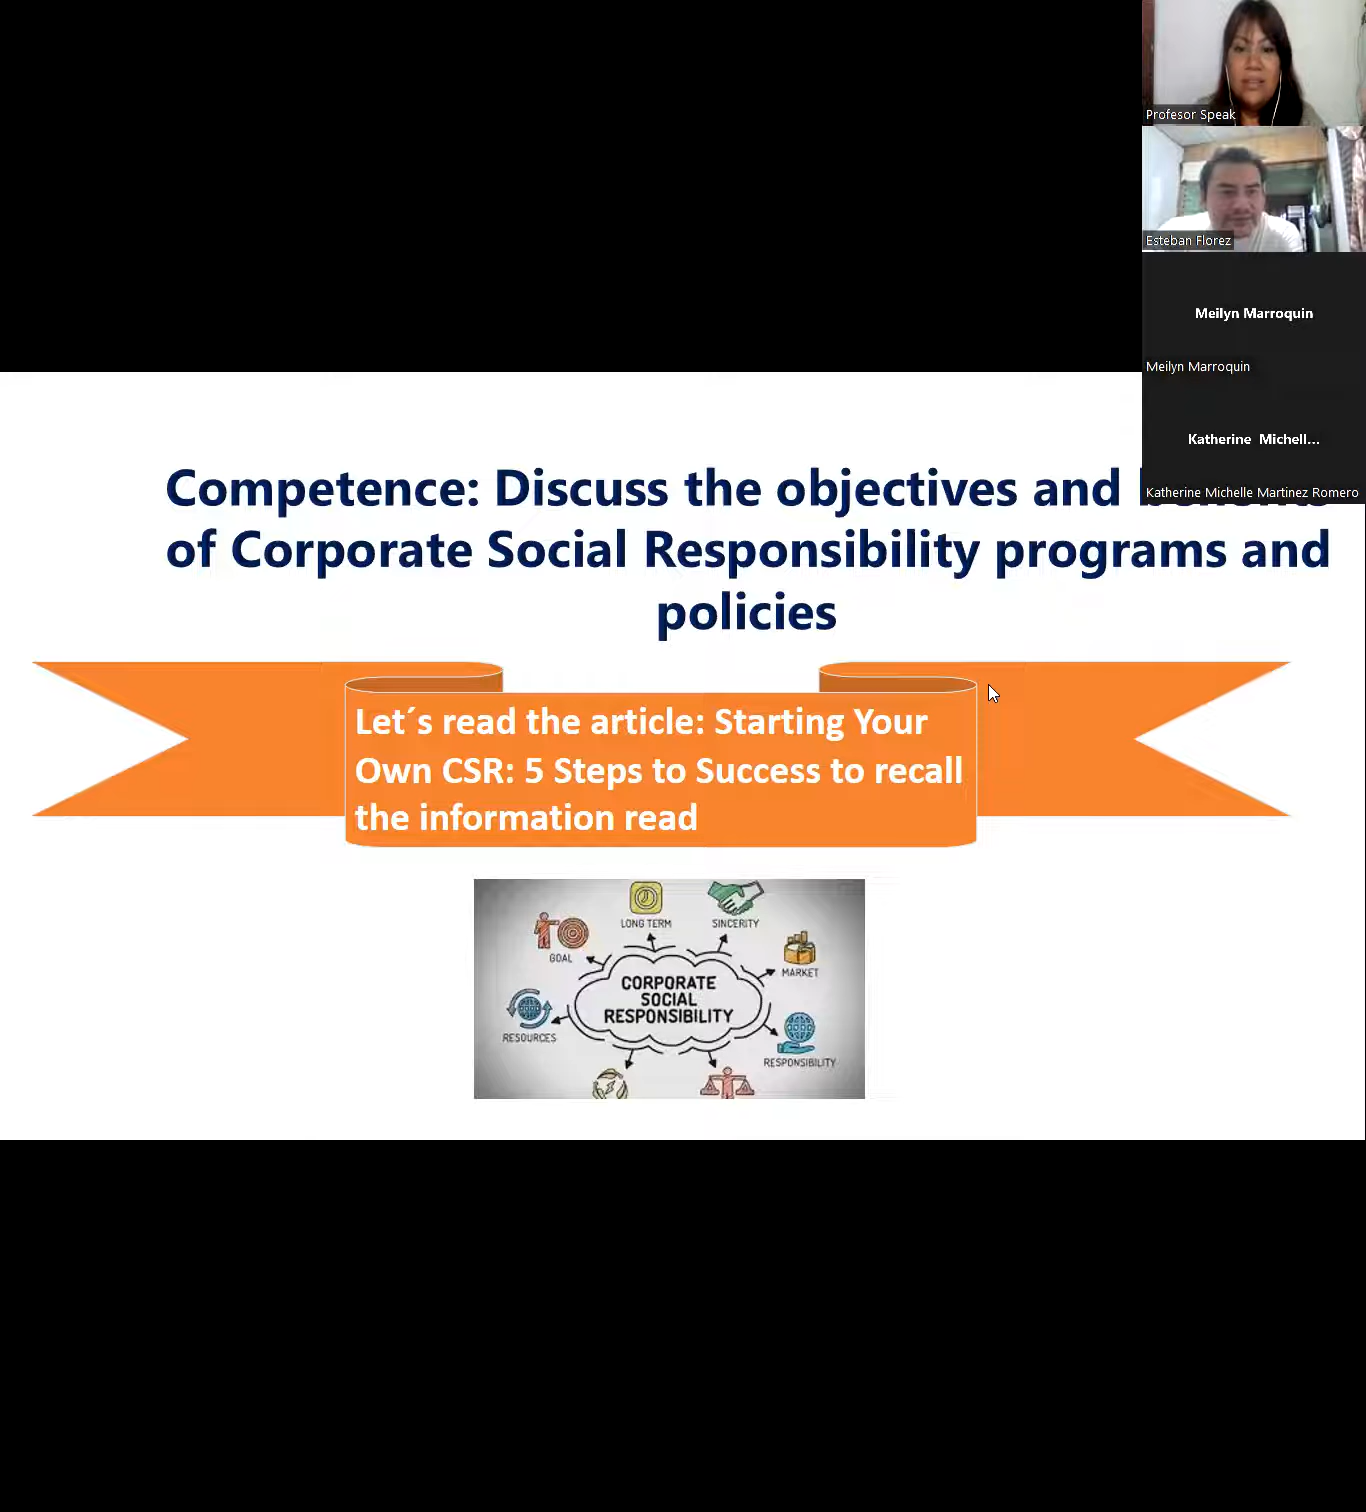 Profesor Speak
Esteban Florez
Meilyn Marroquin
Meilyn Marroquin
Katherine Michell...
Katherine Michelle Martinez Romero
Competence: Discuss the objectives and
of Corporate Social Responsibility programs and
policies
Let´s read the article: Starting Your
Own CSR: 5 Steps to Success to recall
the information read
LONG TERM
SINCERITY
GOAL
MARKET
CORPORATE
SOCIAL
RESPONSIBILITY
RESOURCES
RESPONSIBILITY